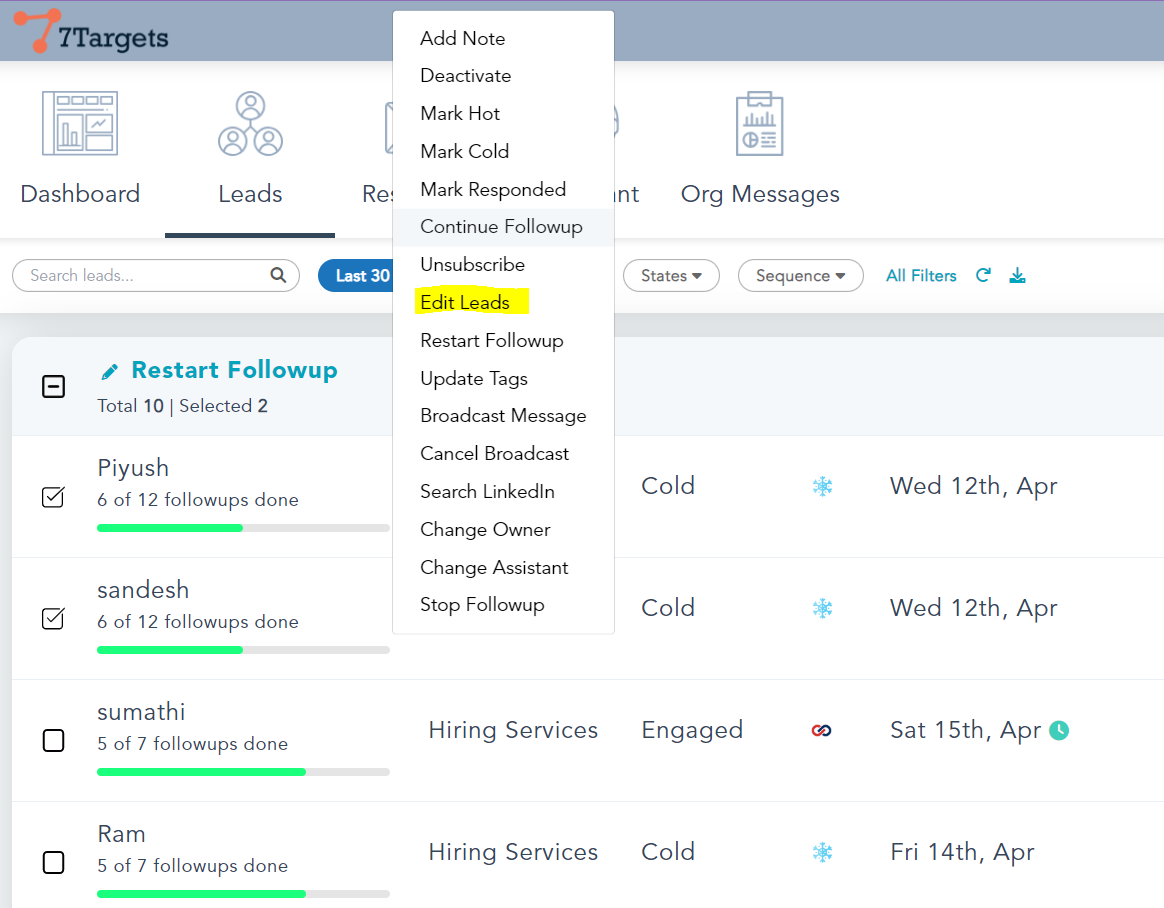 7Targets
Dashboard
Leads
Org Messages
Search leads...
Last 30
States
Sequence
All Filters
Add Note
Deactivate
Mark Hot
Mark Cold
Mark Responded
Continue Followup
Unsubscribe
Edit Leads
Restart Followup
Update Tags
Broadcast Message
Cancel Broadcast
Search LinkedIn
Change Owner
Change Assistant
Stop Followup
Restart Followup
Total 10 | Selected 2
Piyush
6 of 12 followups done
Cold
Wed 12th, Apr
sandesh
6 of 12 followups done
Cold
Wed 12th, Apr
sumathi
5 of 7 followups done
Hiring Services
Engaged
Sat 15th, Apr
Ram
5 of 7 followups done
Hiring Services
Cold
Fri 14th, Apr